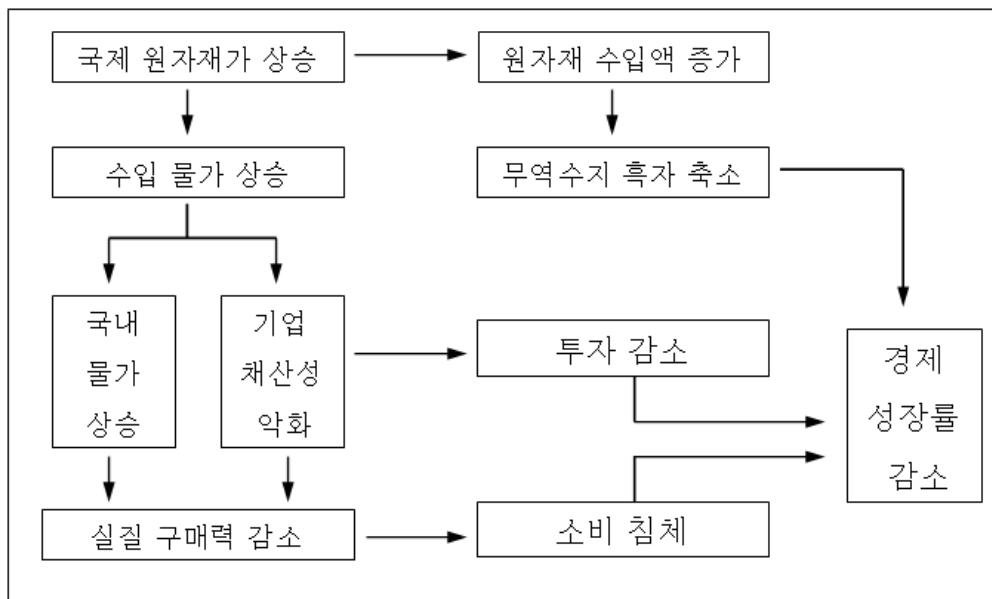 국제 원자재가 상승
원자재 수입액 증가
수입 물가 상승
무역수지 흑자 축소
국내
물가
상승
기업
채산성
악화
투자 감소
경제
성장률
감소
실질 구매력 감소
소비 침체